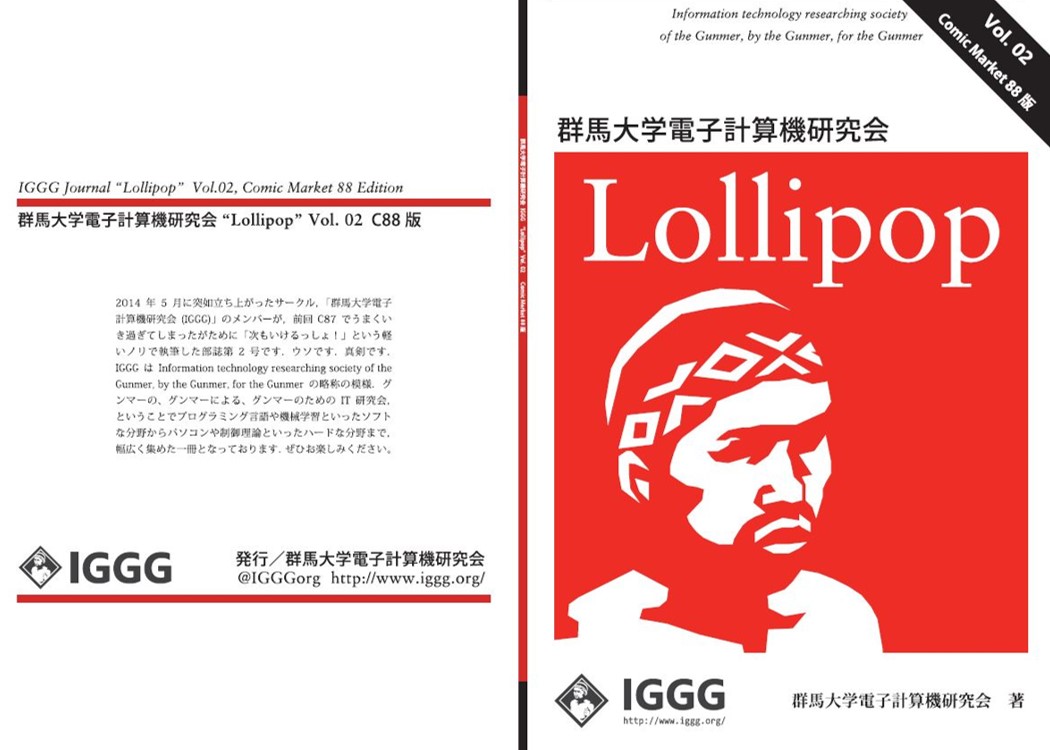 IGGG Journal “Lollipop” Vol.02, Comic Market 88 Edition
群馬大学電子計算機研究会 “Lollipop” Vol. 02 C88 版
2014 年 5 月に突如立ち上がったサークル，「群馬大学電子
計算機研究会 (IGGG)」のメンバーが，前回 C87 でうまくい
き過ぎてしまったがために「次もいけるっしょ！」という軽
いノリで執筆した部誌第 2 号です．ウソです．真剣です．
IGGG は Information technology researching society of the
Gunmer, by the Gunmer, for the Gunmer の略称の模様．グ
ンマーの、グンマーによる、グンマーのための IT 研究会，
ということでプログラミング言語や機械学習といったソフト
な分野からパソコンや制御理論といったハードな分野まで，
幅広く集めた一冊となっております．ぜひお楽しみください。
IGGG
発行／群馬大学電子計算機研究会
@IGGGorg http://www.iggg.org/
群馬大学電子計算機研究会 IGGG “Lollipop” Vol. 02 Comic Market 88 版
Information technology researching society
of the Gunmer, by the Gunmer, for the Gunmer
Vol. 02
Comic Market 88 版
群馬大学電子計算機研究会
Lollipop
IGGG
http://www.iggg.org/
群馬大学電子計算機研究会 著